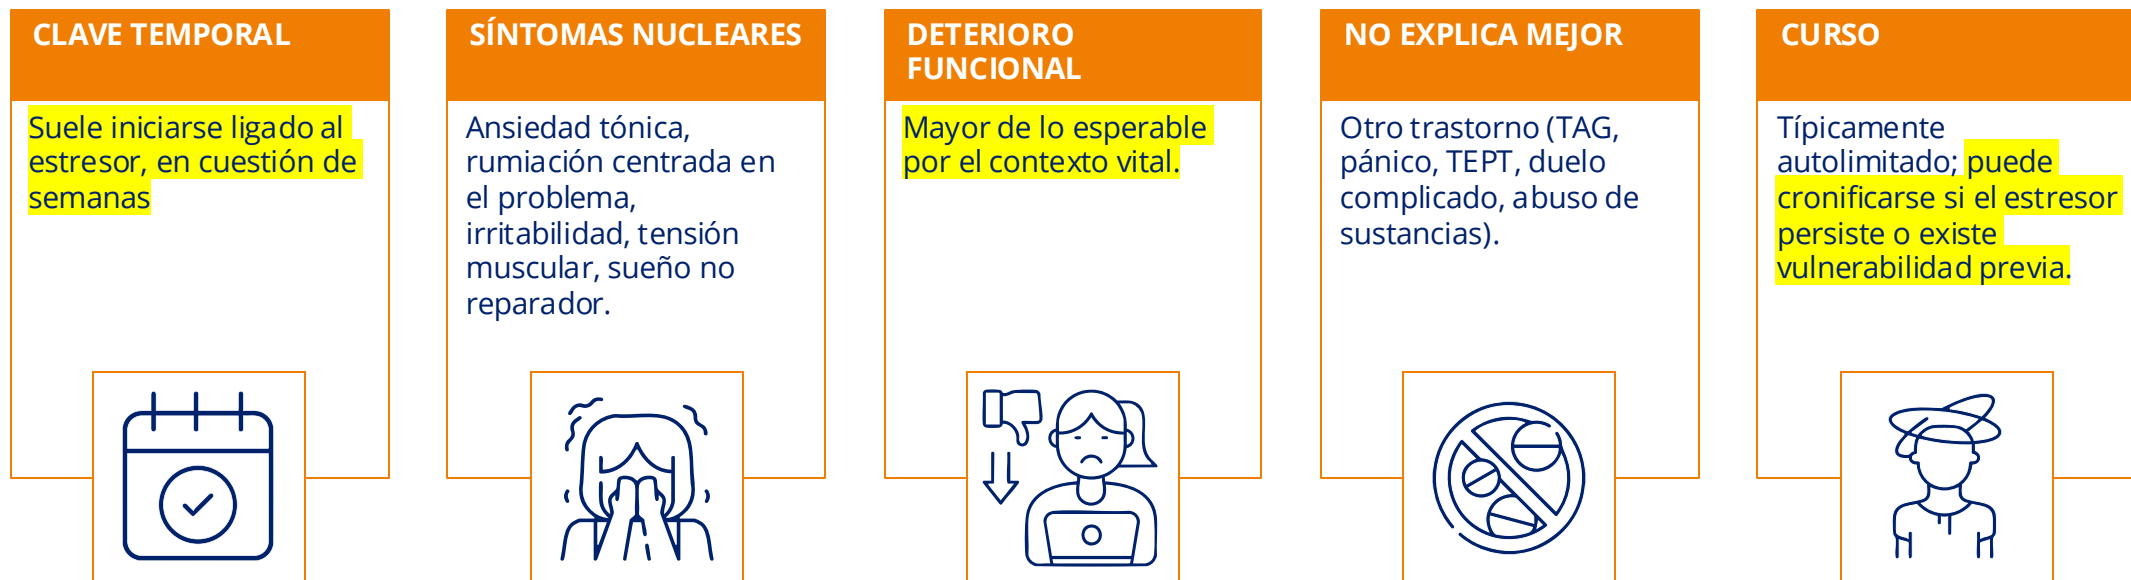 CLAVE TEMPORAL
Suele iniciarse ligado al
estresor, en cuestión de
semanas
SÍNTOMAS NUCLEARES
Ansiedad tónica,
rumiación centrada en
el problema,
irritabilidad, tensión
muscular, sueño no
reparador.
DETERIORO
FUNCIONAL
Mayor de lo esperable
por el contexto vital.
NO EXPLICA MEJOR
Otro trastorno (TAG,
pánico, TEPT, duelo
complicado, abuso de
sustancias).
CURSO
Típicamente
autolimitado; puede
cronificarse si el estresor
persiste o existe
vulnerabilidad previa.